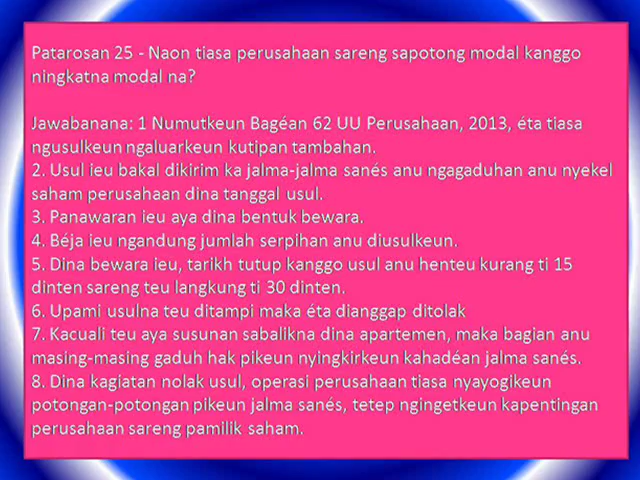 Patarosan 25 - Naon tiasa perusahaan sareng sapotong modal kanggo
ningkatna modal na?
Jawabanana: 1 Numutkeun Bagéan 62 UU Perusahaan, 2013, éta tiasa
ngusulkeun ngaluarkeun kutipan tambahan.
2. Usul ieu bakal dikirim ka jalma-jalma sanés anu ngagaduhan anu nyekel
saham perusahaan dina tanggal usul.
3. Panawaran ieu aya dina bentuk bewara.
4. Béja ieu ngandung jumlah serpihan anu diusulkeun.
5. Dina bewara ieu, tarikh tutup kanggo usul anu henteu kurang ti 15
dinten sareng teu langkung ti 30 dinten.
6. Upami usulna teu ditampi maka éta dianggap ditolak
7. Kacuali teu aya susunan sabalikna dina apartemen, maka bagian anu
masing-masing gaduh hak pikeun nyingkirkeun kahadéan jalma sanés.
8. Dina kagiatan nolak usul, operasi perusahaan tiasa nyayogikeun
potongan-potongan pikeun jalma sanés, tetep ngingetkeun kapentingan
perusahaan sareng pamilik saham.